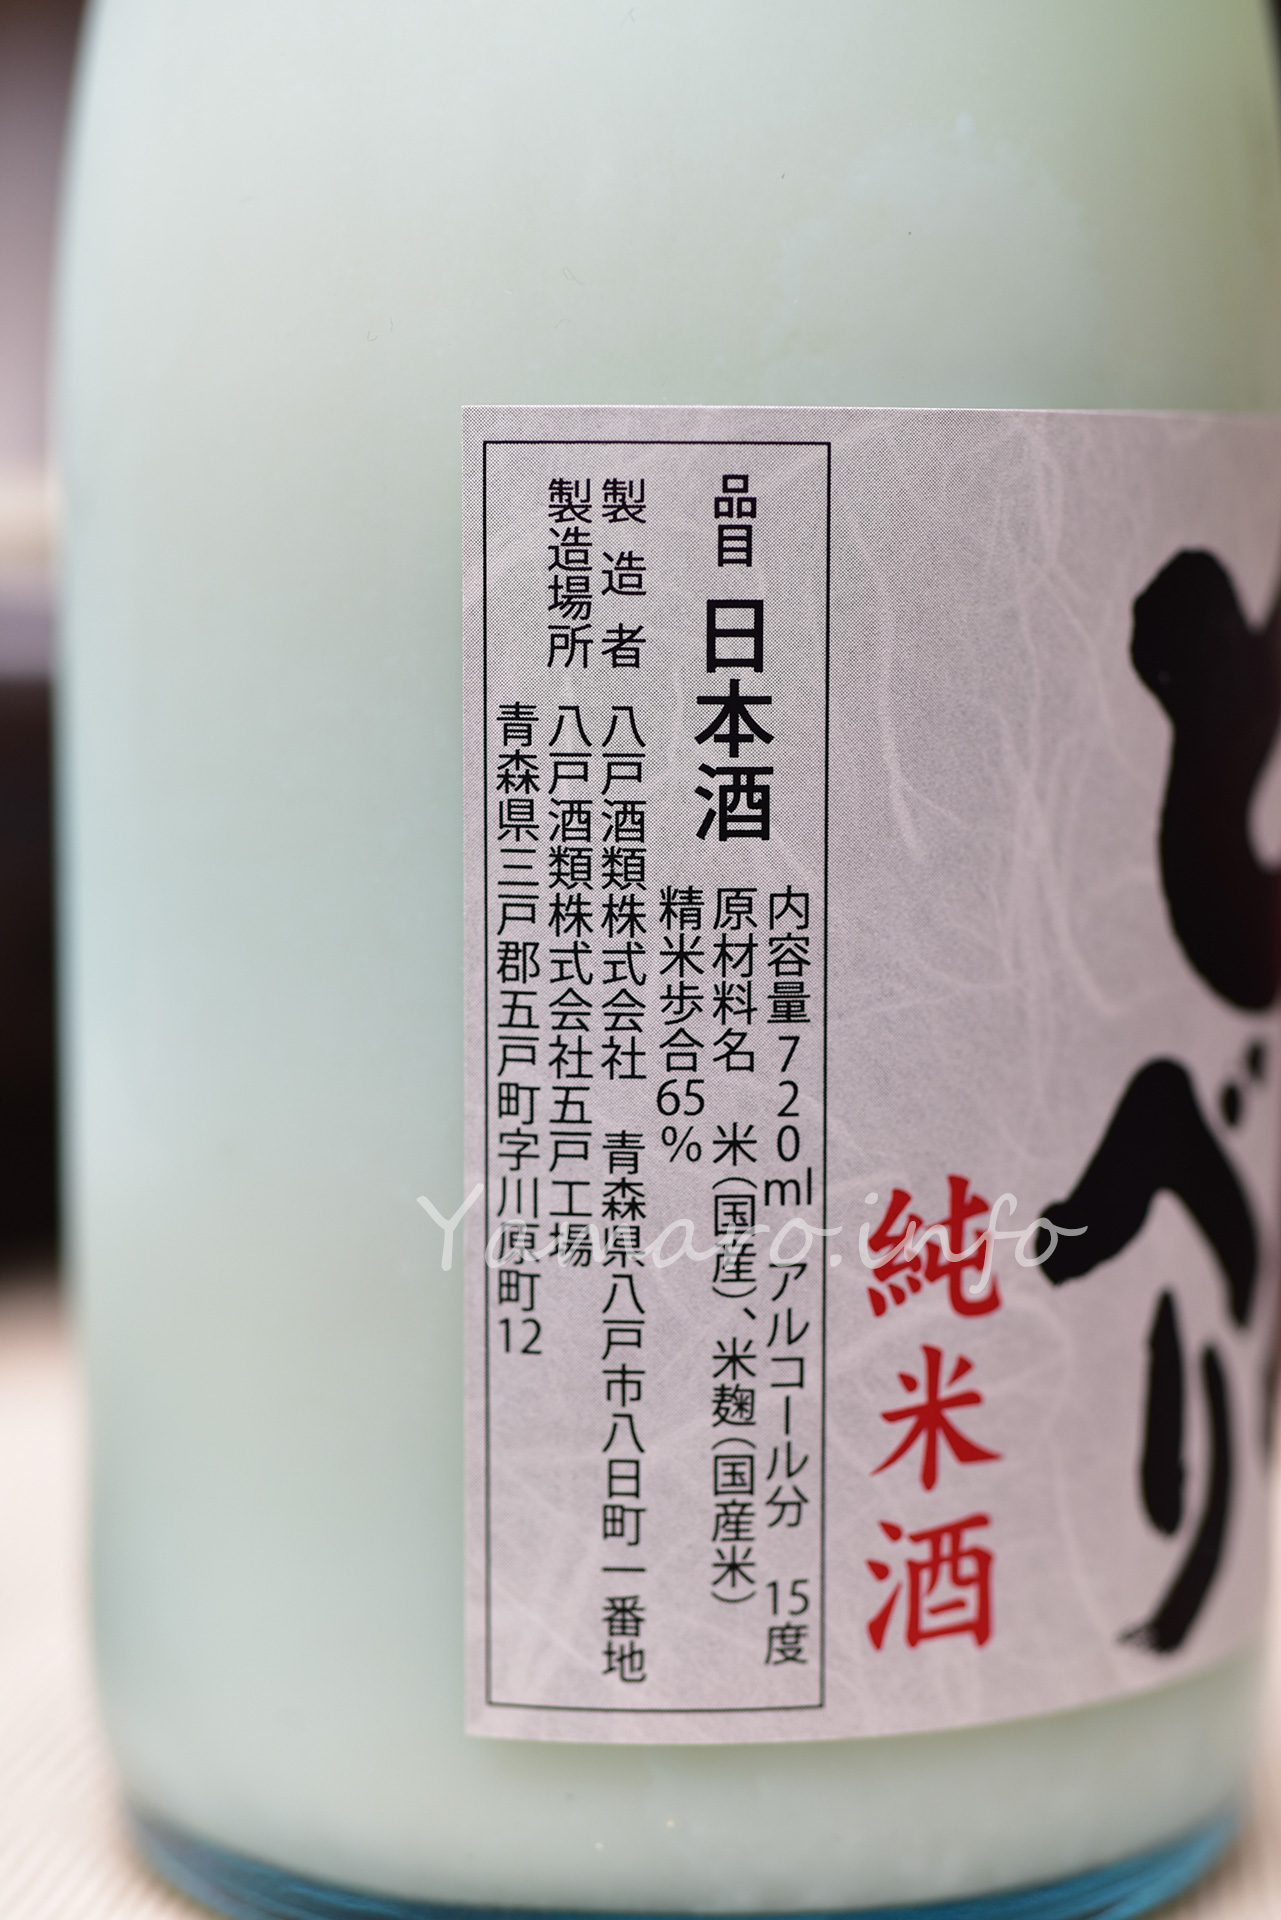 どべり
純米酒
品目 日本酒
内容量720ml アルコール分 15度
原材料名 米(国産)、米麹(国産米)
精米歩合65%
製造者 八戸酒類株式会社 青森県八戸市八日町一番地
製造場所 八戸酒類株式会社五戸工場
青森県三戸郡五戸町字川原町12
Yamaro.info